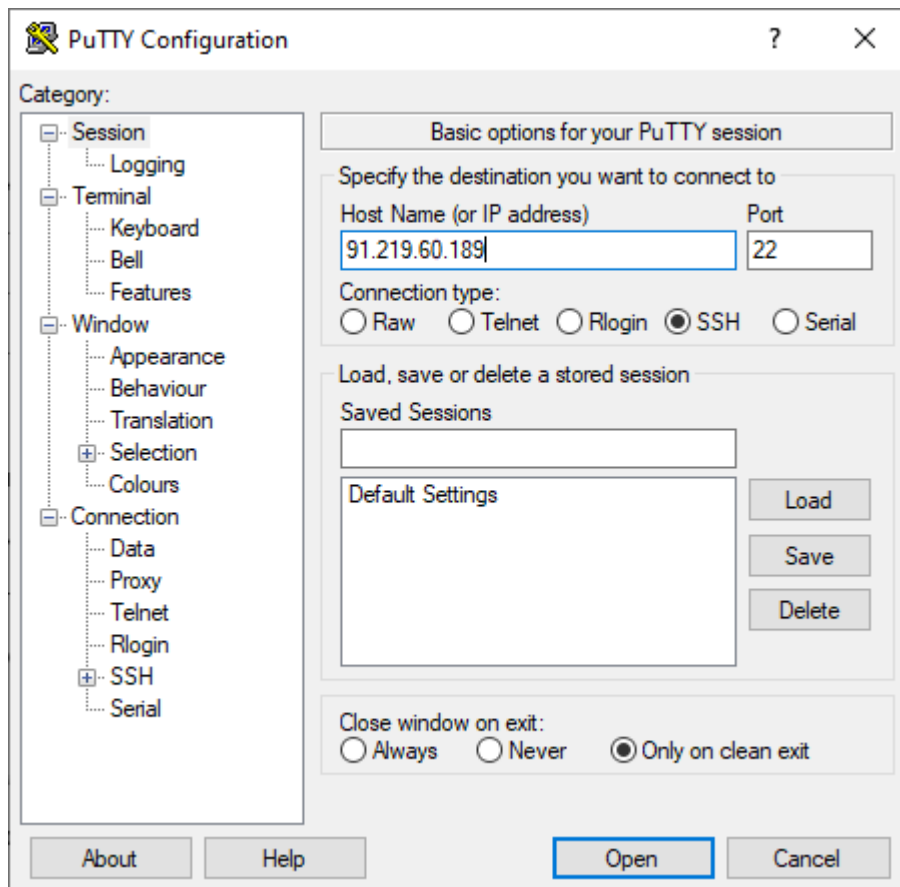 PuTTY Configuration
?
Category:
Session
Logging
Terminal
Keyboard
Bell
Features
Window
Appearance
Behaviour
Translation
Selection
Colours
Connection
Data
Proxy
Telnet
Rlogin
SSH
Serial
Basic options for your PuTTY session
Specify the destination you want to connect to
Host Name (or IP address) Port
91.219.60.189 22
Connection type:
Raw Telnet Rlogin SSH Serial
Load, save or delete a stored session
Saved Sessions
Default Settings
Load
Save
Delete
Close window on exit:
Always Never Only on clean exit
About Help Open Cancel